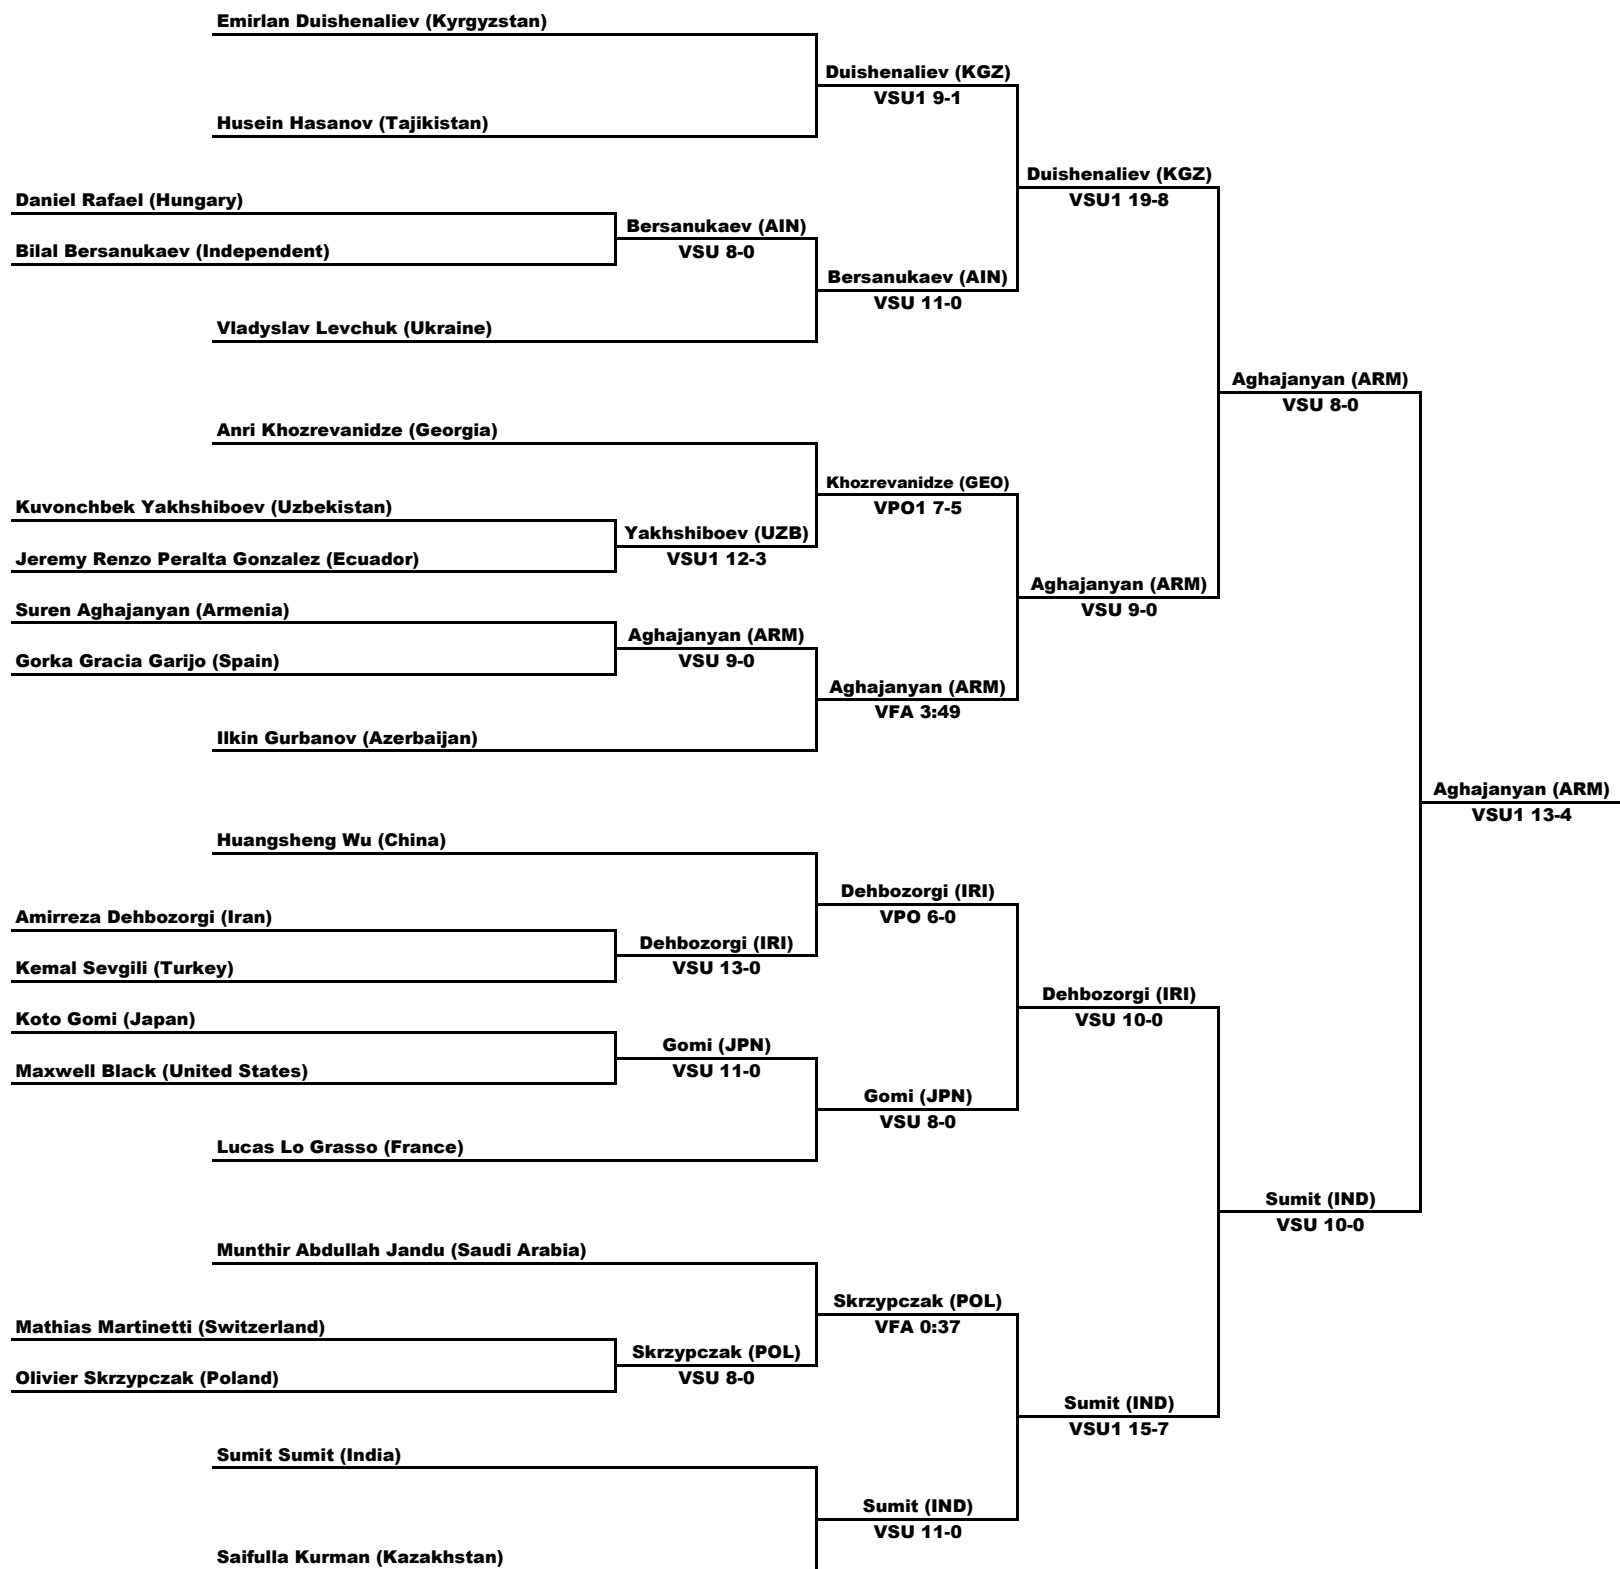 Emirlan Duishenaliev (Kyrgyzstan)
Duishenaliev (KGZ)
VSU1 9-1
Husein Hasanov (Tajikistan)
Duishenaliev (KGZ)
VSU1 19-8
Daniel Rafael (Hungary)
Bersanukaev (AIN)
VSU 8-0
Bilal Bersanukaev (Independent)
Bersanukaev (AIN)
VSU 11-0
Vladyslav Levchuk (Ukraine)
Aghajanyan (ARM)
VSU 8-0
Anri Khozrevanidze (Georgia)
Khozrevanidze (GEO)
VPO1 7-5
Kuvonchbek Yakhshiboev (Uzbekistan)
Yakhshiboev (UZB)
VSU1 12-3
Jeremy Renzo Peralta Gonzalez (Ecuador)
Aghajanyan (ARM)
VSU 9-0
Suren Aghajanyan (Armenia)
Aghajanyan (ARM)
VSU 9-0
Gorka Gracia Garijo (Spain)
Aghajanyan (ARM)
VFA 3:49
Ilkin Gurbanov (Azerbaijan)
Aghajanyan (ARM)
VSU1 13-4
Huangsheng Wu (China)
Dehbozorgi (IRI)
VPO 6-0
Amirreza Dehbozorgi (Iran)
Dehbozorgi (IRI)
VSU 13-0
Kemal Sevgili (Turkey)
Dehbozorgi (IRI)
VSU 10-0
Koto Gomi (Japan)
Gomi (JPN)
VSU 11-0
Maxwell Black (United States)
Gomi (JPN)
VSU 8-0
Lucas Lo Grasso (France)
Sumit (IND)
VSU 10-0
Munthir Abdullah Jandu (Saudi Arabia)
Skrzypczak (POL)
VFA 0:37
Mathias Martinetti (Switzerland)
Skrzypczak (POL)
VSU 8-0
Olivier Skrzypczak (Poland)
Sumit (IND)
VSU1 15-7
Sumit Sumit (India)
Sumit (IND)
VSU 11-0
Saifulla Kurman (Kazakhstan)